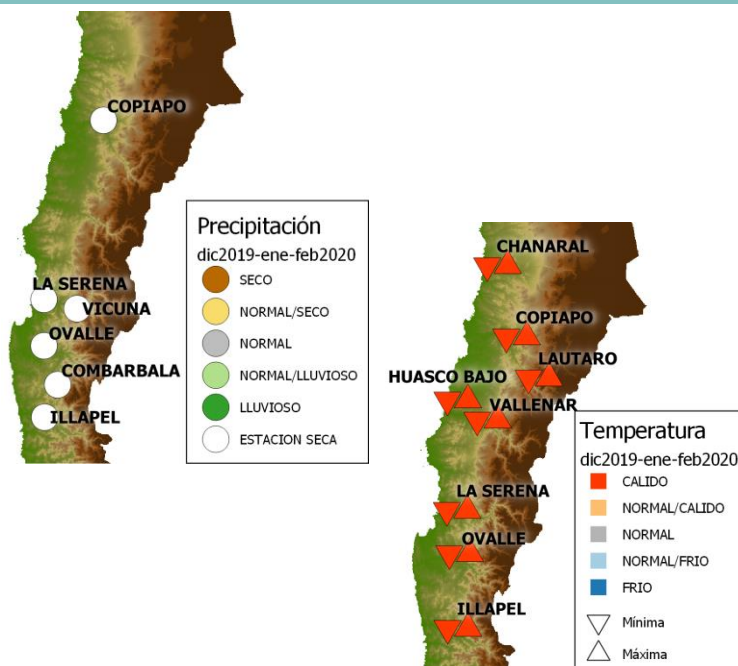 COPIAPO
LA SERENA
VICUNA
OVALLE
COMBARBALA
ILLAPEL
Precipitación
dic2019-ene-feb2020
SECO
NORMAL/SECO
NORMAL
NORMAL/LLUVIOSO
LLUVIOSO
ESTACION SECA
CHANARAL
COPIAPO
LAUTARO
HUASCO BAJO
VALLENAR
LA SERENA
OVALLE
ILLAPEL
Temperatura
dic2019-ene-feb2020
CALIDO
NORMAL/CALIDO
NORMAL
NORMAL/FRIO
FRIO
Mínima
Máxima